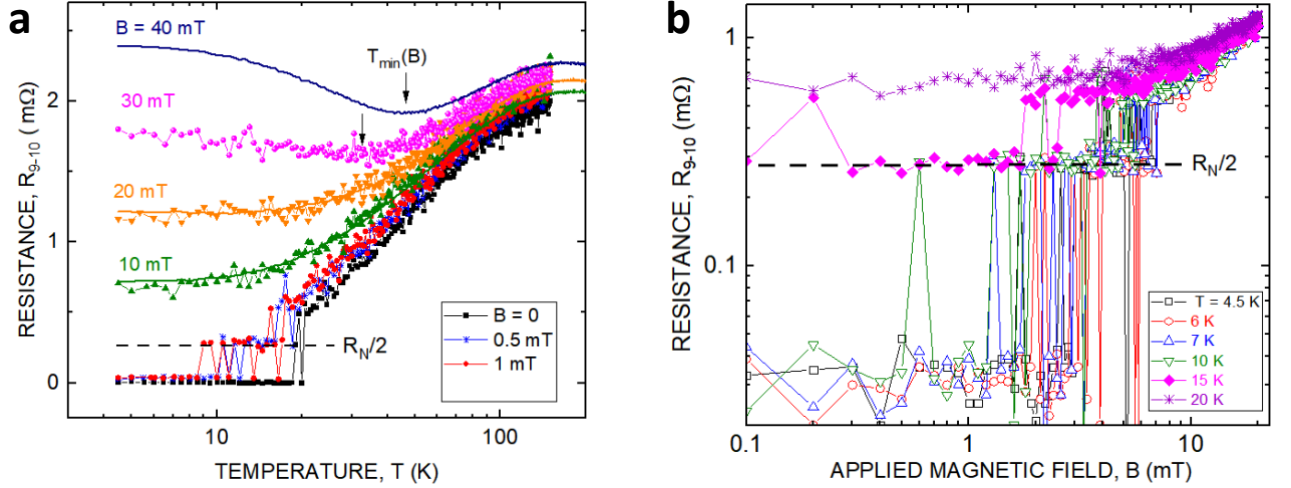 a
RESISTANCE, R9-10 ( mΩ)
2
1
0
B = 40 mT
Tmin(B)
30 mT
20 mT
10 mT
RN/2
B = 0
0.5 mT
1 mT
10
100
TEMPERATURE, T (K)
b
RESISTANCE, R9-10 (mΩ)
1
0.1
RN/2
T = 4.5 K
6 K
7 K
10 K
15 K
20 K
0.1
1
10
APPLIED MAGNETIC FIELD, B (mT)